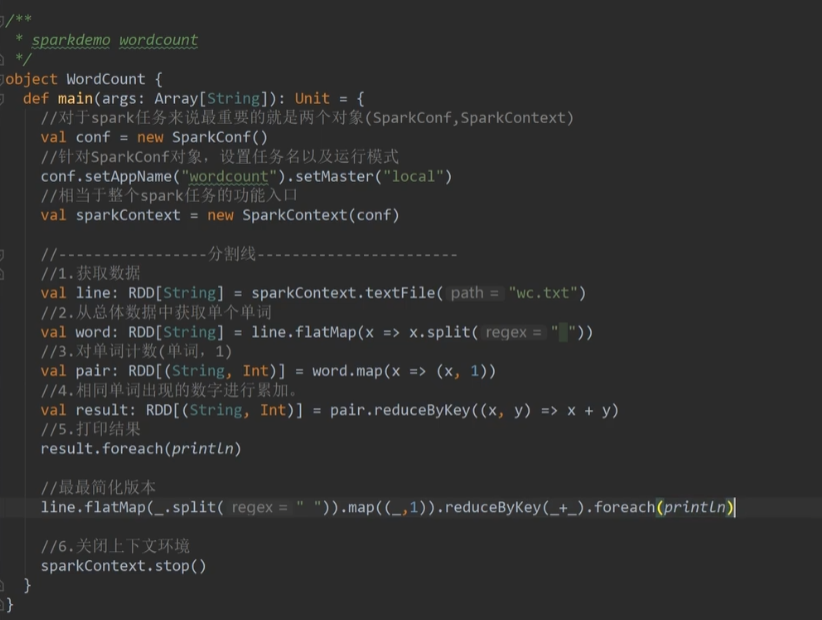 /**
 * sparkdemo wordcount
 */
object WordCount {
  def main(args: Array[String]): Unit = {
    //对于spark任务来说最重要的就是两个对象(SparkConf,SparkContext)
    val conf = new SparkConf()
    //针对SparkConf对象，设置任务名以及运行模式
    conf.setAppName("wordcount").setMaster("local")
    //相当于整个spark任务的功能入口
    val sparkContext = new SparkContext(conf)
    //-----------------分割线-----------------------
    //1.获取数据
    val line: RDD[String] = sparkContext.textFile( path = "wc.txt")
    //2.从总体数据中获取单个单词
    val word: RDD[String] = line.flatMap(x => x.split( regex = " "))
    //3.对单词计数(单词，1)
    val pair: RDD[(String, Int)] = word.map(x => (x, 1))
    //4.相同单词出现的数字进行累加。
    val result: RDD[(String, Int)] = pair.reduceByKey((x, y) => x + y)
    //5.打印结果
    result.foreach(println)
    //最最简化版本
    line.flatMap(_.split( regex = " ")).map((_,1)).reduceByKey(_+_).foreach(println)
    //6.关闭上下文环境
    sparkContext.stop()
  }
}